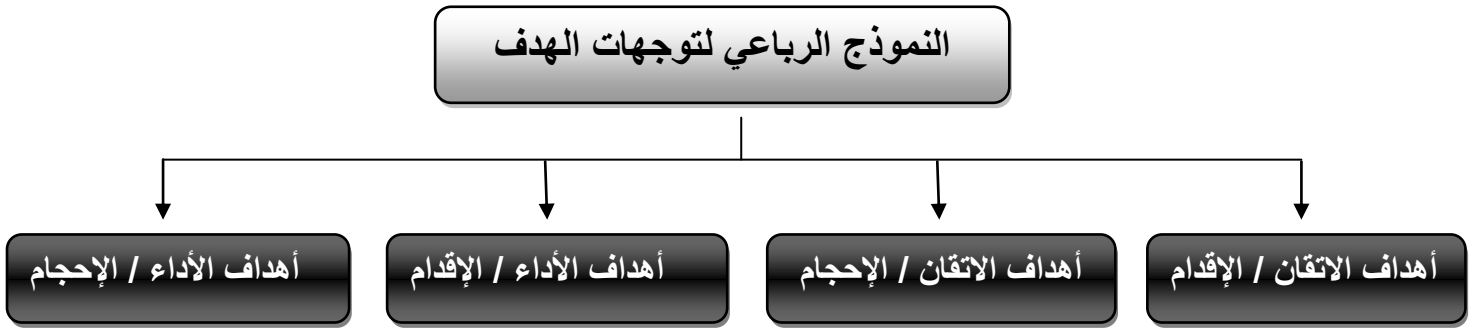 النموذج الرباعي لتوجهات الهدف
أهداف الاتقان / الإقدام
أهداف الاتقان / الإحجام
أهداف الأداء / الإقدام
أهداف الأداء / الإحجام